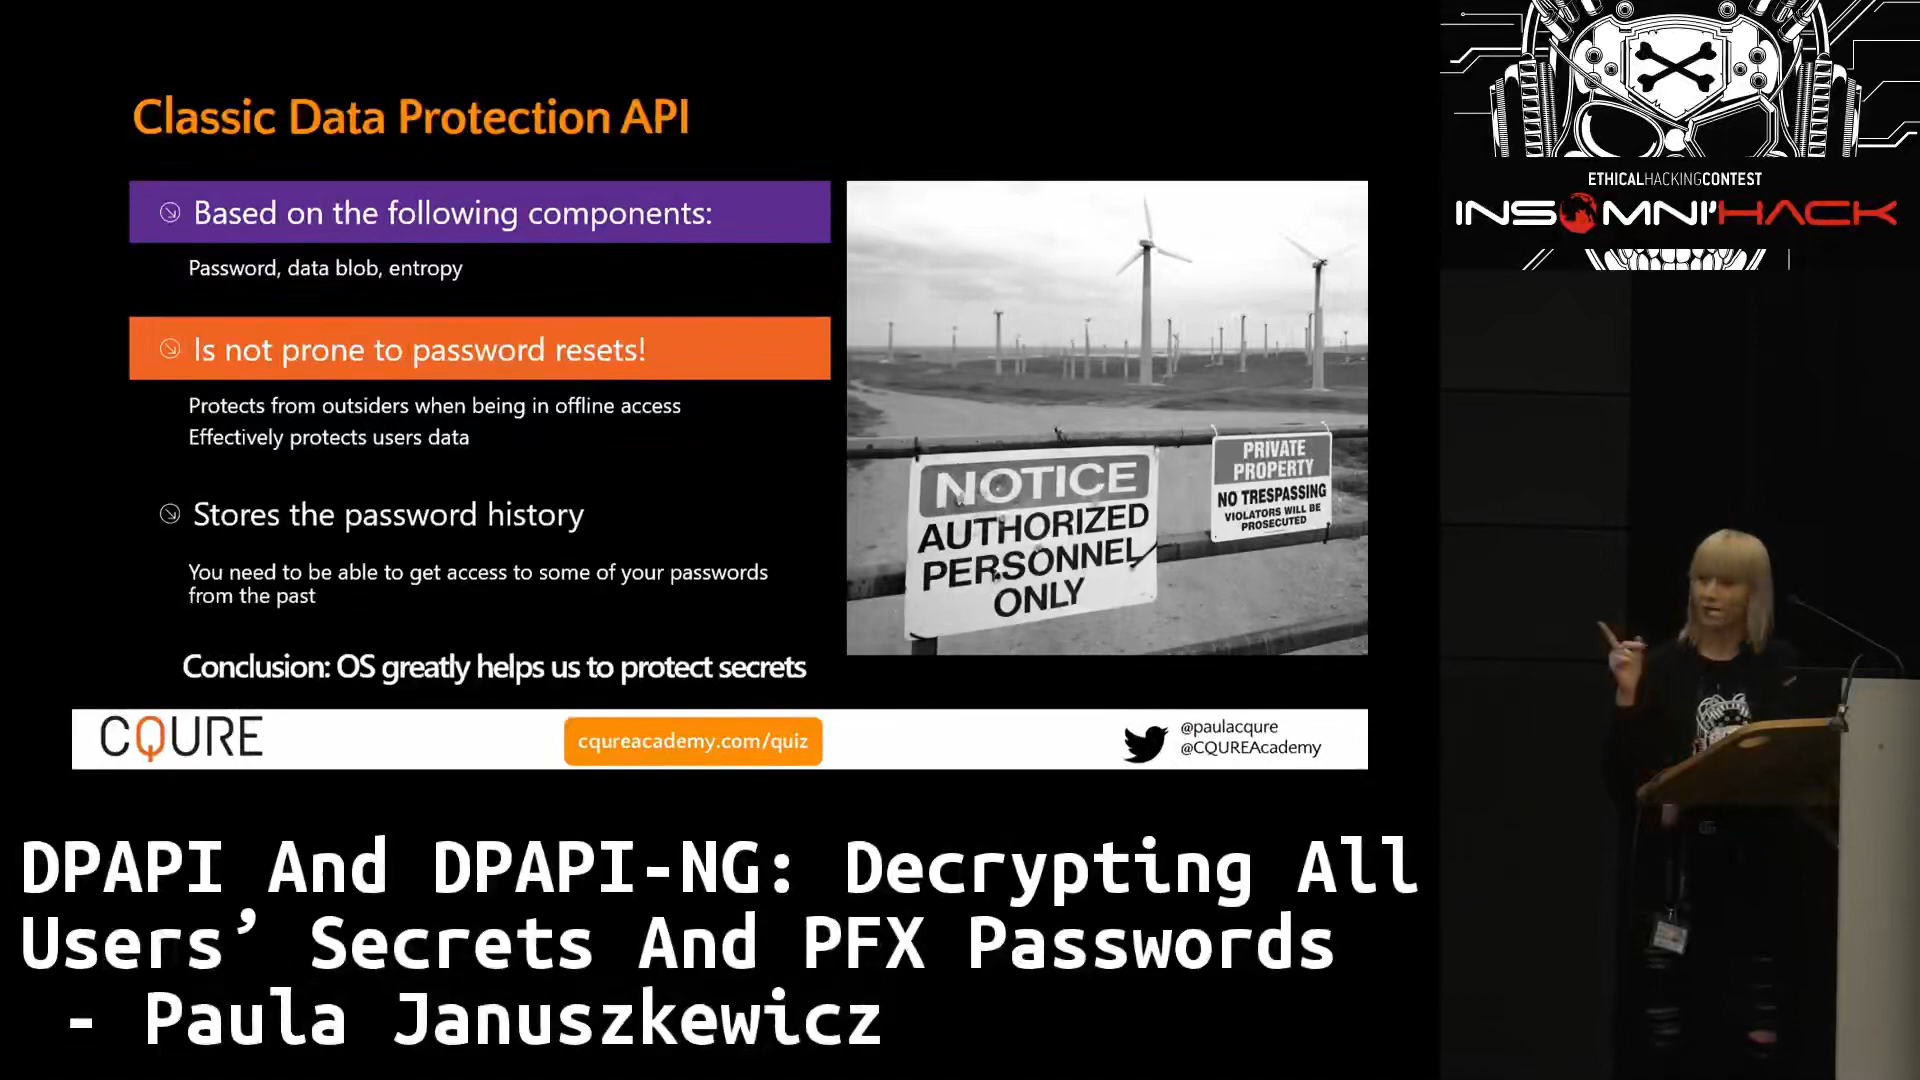 Classic Data Protection API
Based on the following components:
Password, data blob, entropy
Is not prone to password resets!
Protects from outsiders when being in offline access
Effectively protects users data
Stores the password history
You need to be able to get access to some of your passwords
from the past
Conclusion: OS greatly helps us to protect secrets
NOTICE
AUTHORIZED
PERSONNEL
ONLY
PRIVATE
PROPERTY
NO TRESPASSING
VIOLATORS WILL BE
PROSECUTED
CQURE
cqureacademy.com/quiz
@paulacqure
@CQUREAcademy
ETHICALHACKINGCONTEST
INSOMNI'HACK
DPAPI And DPAPI-NG: Decrypting All
Users’ Secrets And PFX Passwords
- Paula Januszkewicz